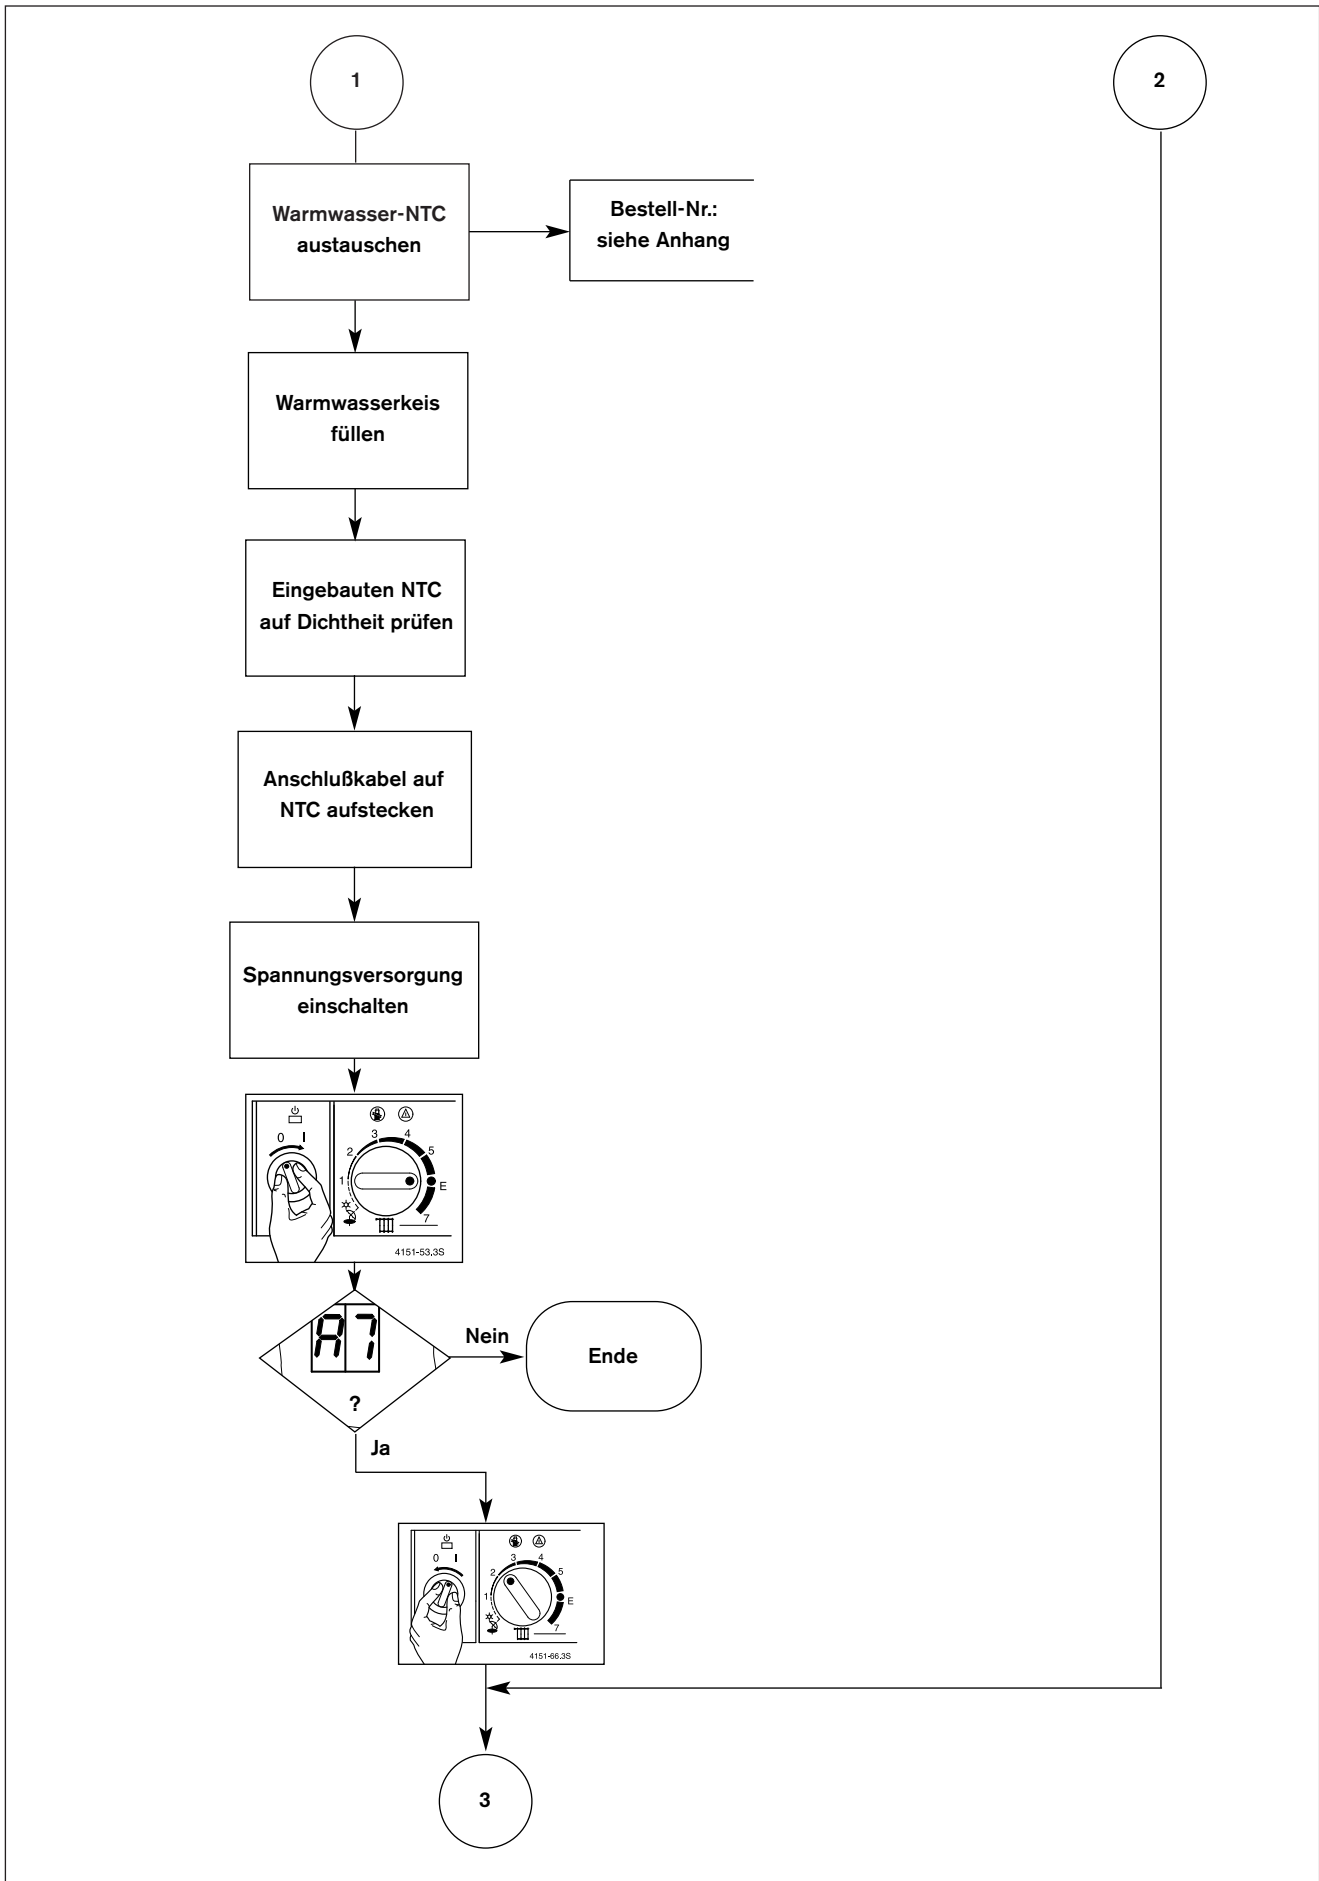 1
2
Warmwasser-NTC
austauschen
Bestell-Nr.:
siehe Anhang
Warmwasserkeis
füllen
Eingebauten NTC
auf Dichtheit prüfen
Anschlußkabel auf
NTC aufstecken
Spannungsversorgung
einschalten
0 I
1
2
3
4
5
E
7
4151-53.3S
A7
?
Nein
Ende
Ja
0 I
1
2
3
4
5
E
7
4151-66.3S
3